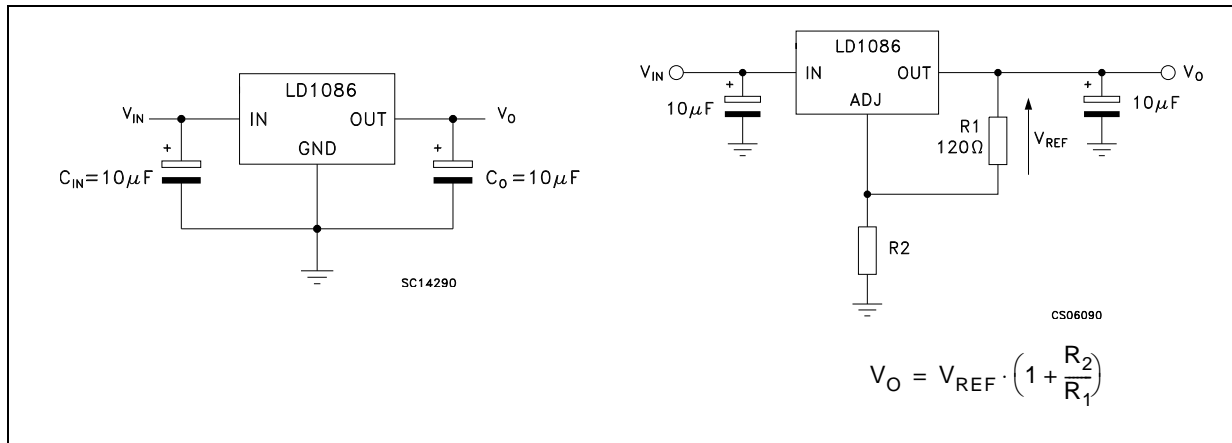 LD1086
V_IN
IN
OUT
V_O
GND
+
+
C_IN=10μF
C_O=10μF
SC14290
LD1086
V_IN
IN
OUT
V_O
ADJ
+
10μF
+
10μF
R1
120Ω
V_REF
R2
CS06090
V_O = V_REF · (1 + R_2/R_1)